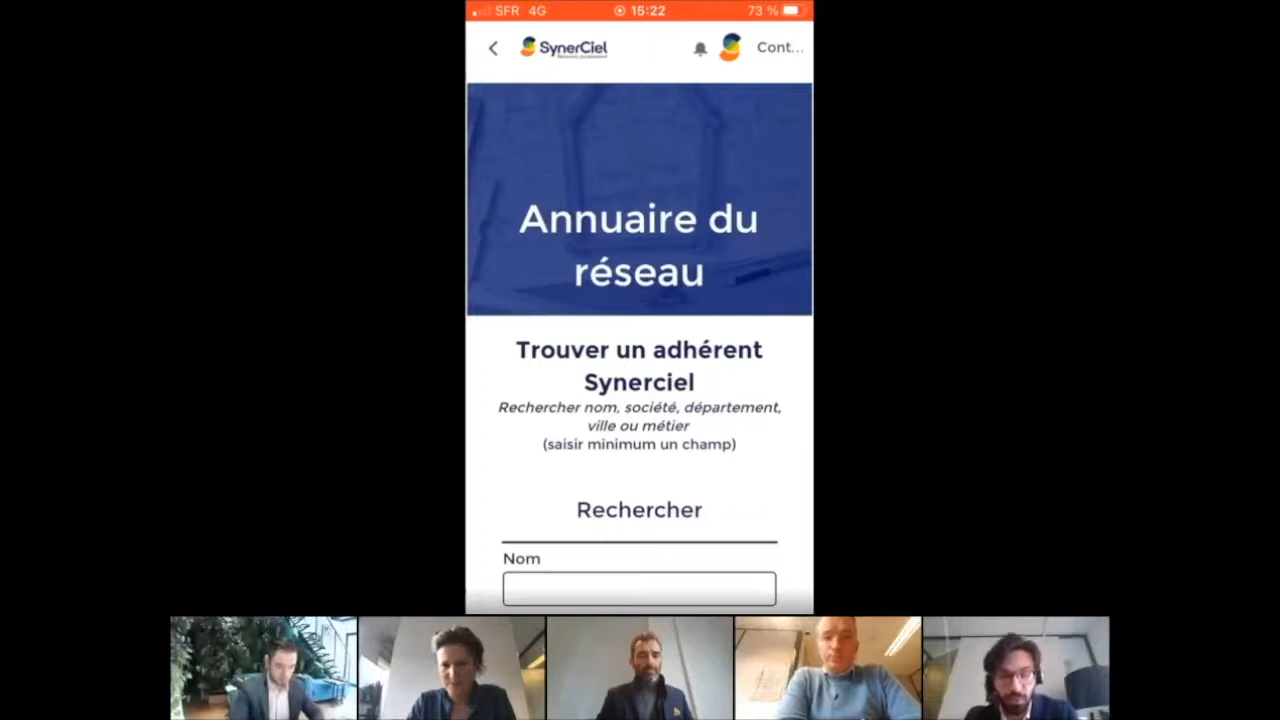 SFR 4G 15:22 73 %
SynerCiel Cont...
Annuaire du
réseau
Trouver un adhérent
Synerciel
Rechercher nom, société, département,
ville ou métier
(saisir minimum un champ)
Rechercher
Nom